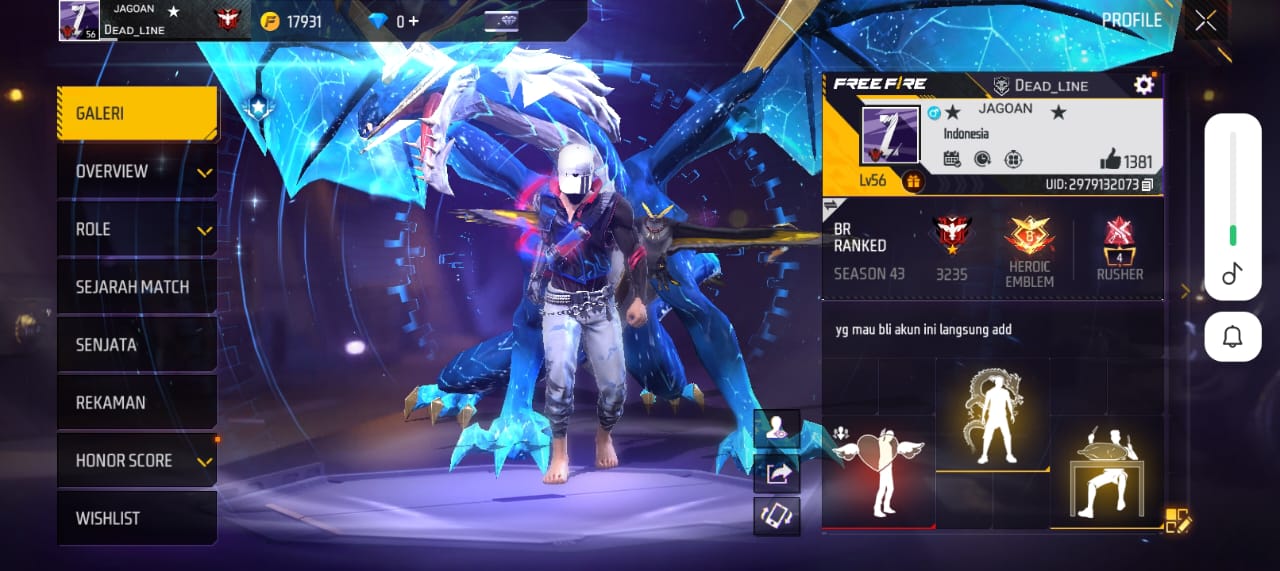 JAGOAN ★
56 DEAD_LINE
17931
0 +
PROFILE
GALERI
OVERVIEW
ROLE
SEJARAH MATCH
SENJATA
REKAMAN
HONOR SCORE
WISHLIST
FREE FIRE
DEAD_LINE
★ JAGOAN ★
Indonesia
1381
Lv56
UID: 2979132073
BR
RANKED
SEASON 43
3235
8
HEROIC
EMBLEM
4
RUSHER
yg mau bli akun ini langsung add